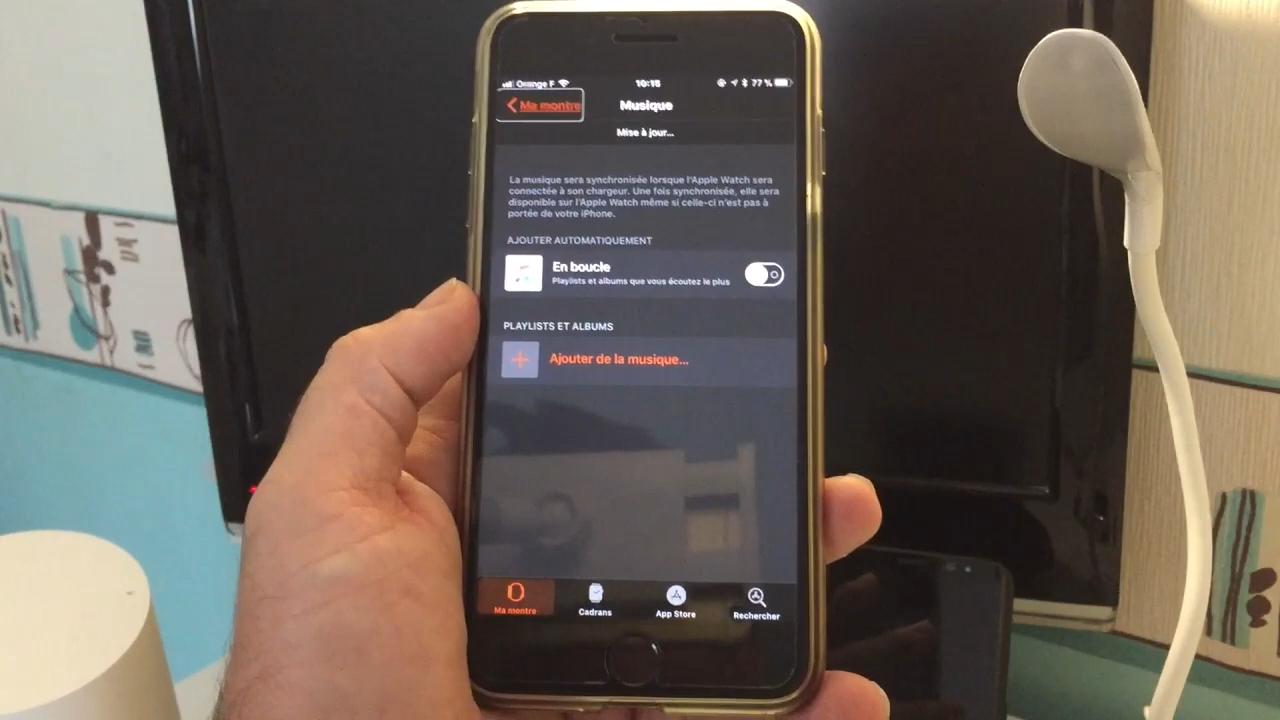 Orange F 10:15 77 %
Ma montre Musique
Mise à jour...
La musique sera synchronisée lorsque l'Apple Watch sera
connectée à son chargeur. Une fois synchronisée, elle sera
disponible sur l'Apple Watch même si celle-ci n'est pas à
portée de votre iPhone.
AJOUTER AUTOMATIQUEMENT
En boucle
Playlists et albums que vous écoutez le plus
PLAYLISTS ET ALBUMS
Ajouter de la musique...
Ma montre Cadrans App Store Rechercher